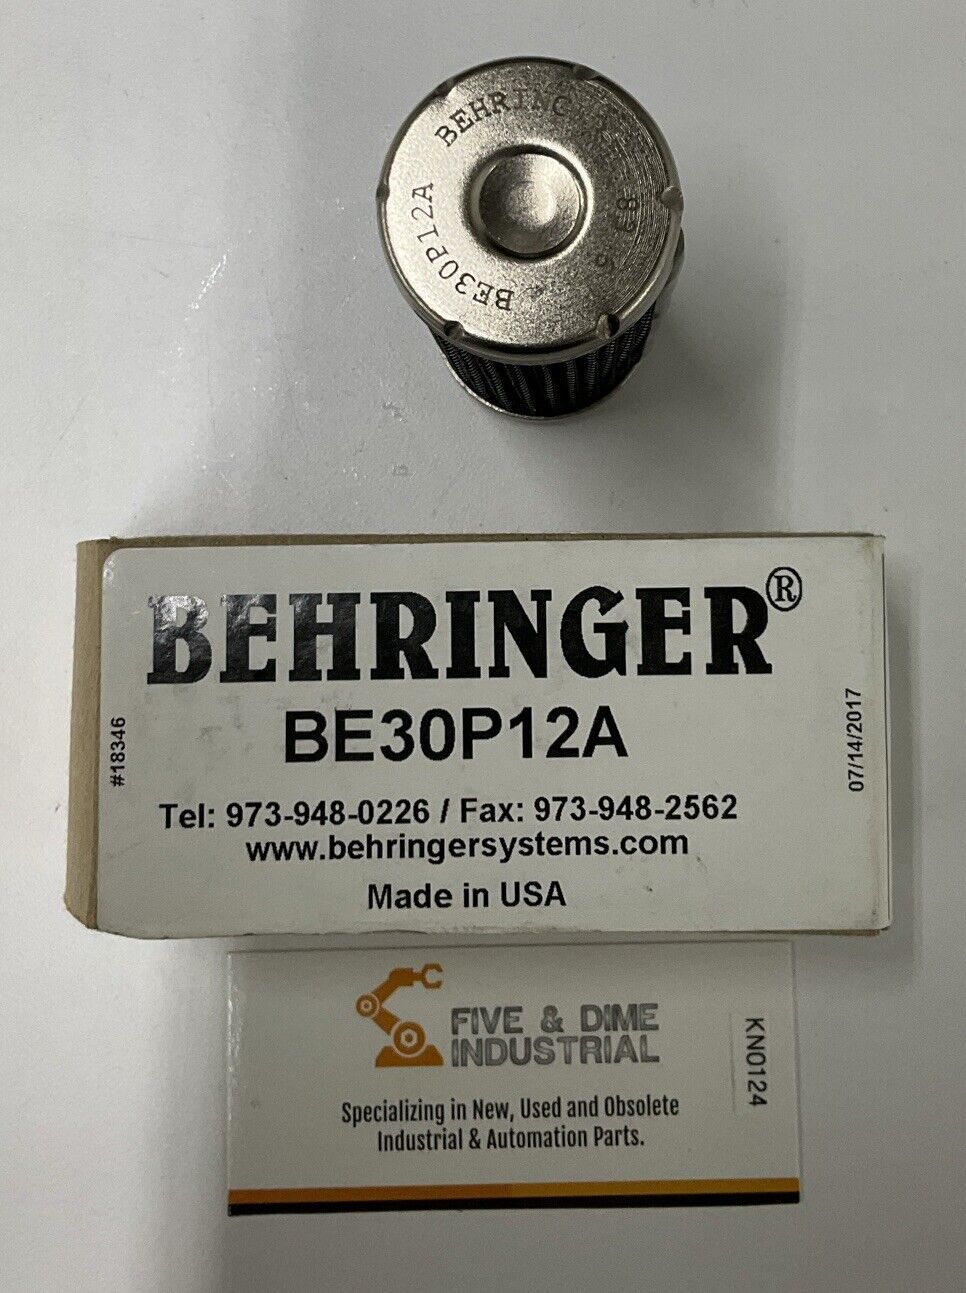 BE30P12A
BEHRINGER®
BE30P12A
#18346
07/14/2017
Tel: 973-948-0226 / Fax: 973-948-2562
www.behringersystems.com
Made in USA
FIVE & DIME
INDUSTRIAL
KN0124
Specializing in New, Used and Obsolete
Industrial & Automation Parts.